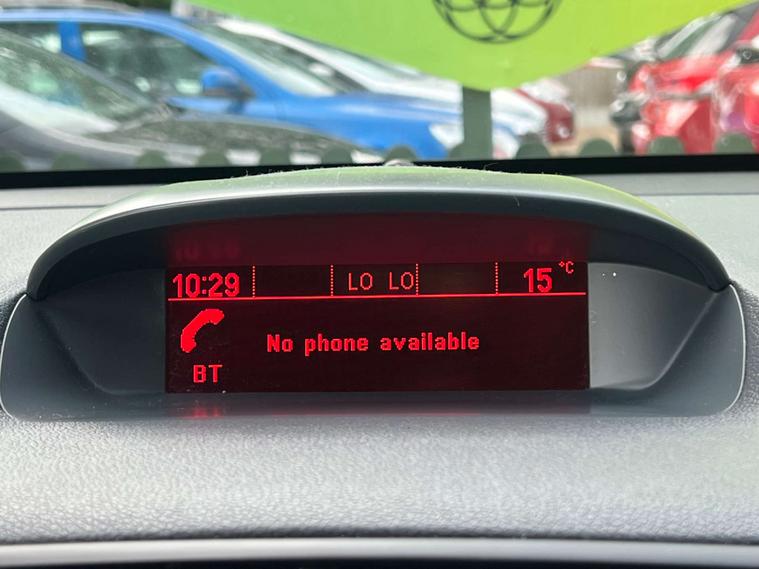 10:29 LO LO 15 °C
No phone available
BT